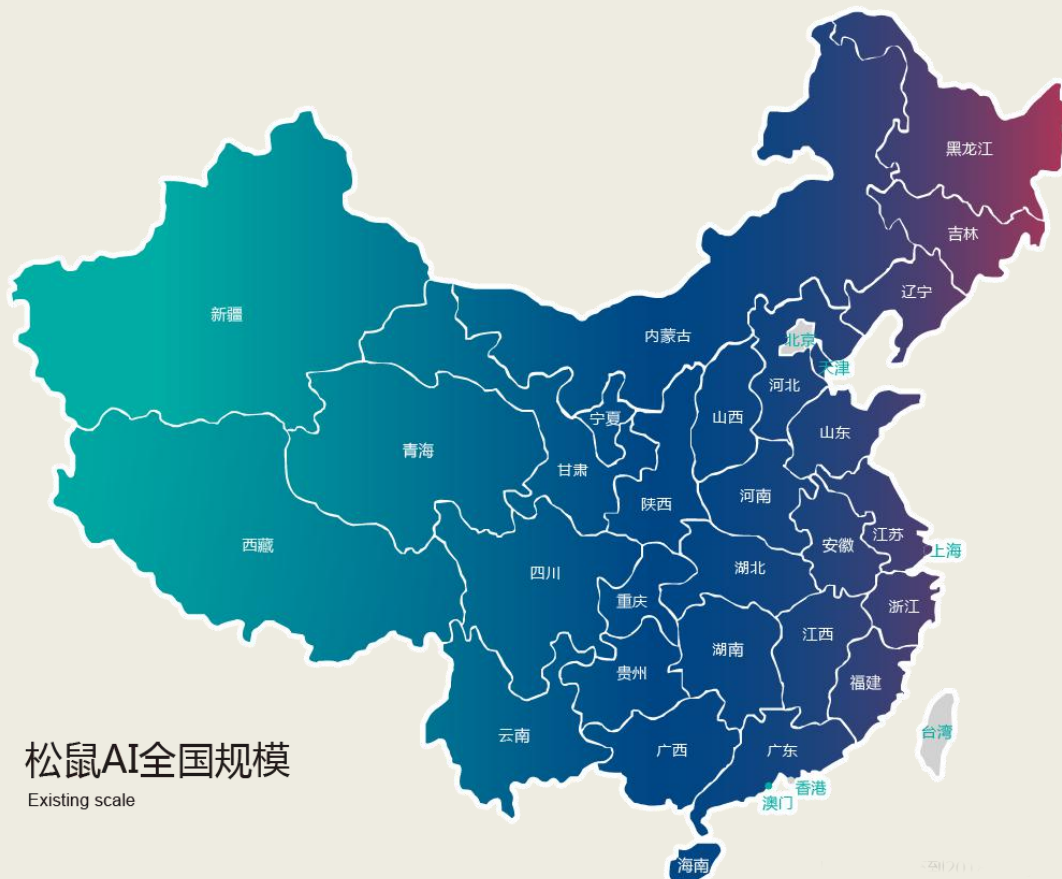 黑龙江
吉林
辽宁
新疆
内蒙古
北京
天津
河北
宁夏
山西
山东
青海
甘肃
河南
陕西
江苏
安徽
上海
西藏
四川
湖北
重庆
浙江
江西
湖南
贵州
福建
云南
台湾
广西
广东
香港
澳门
海南
松鼠AI全国规模
Existing scale